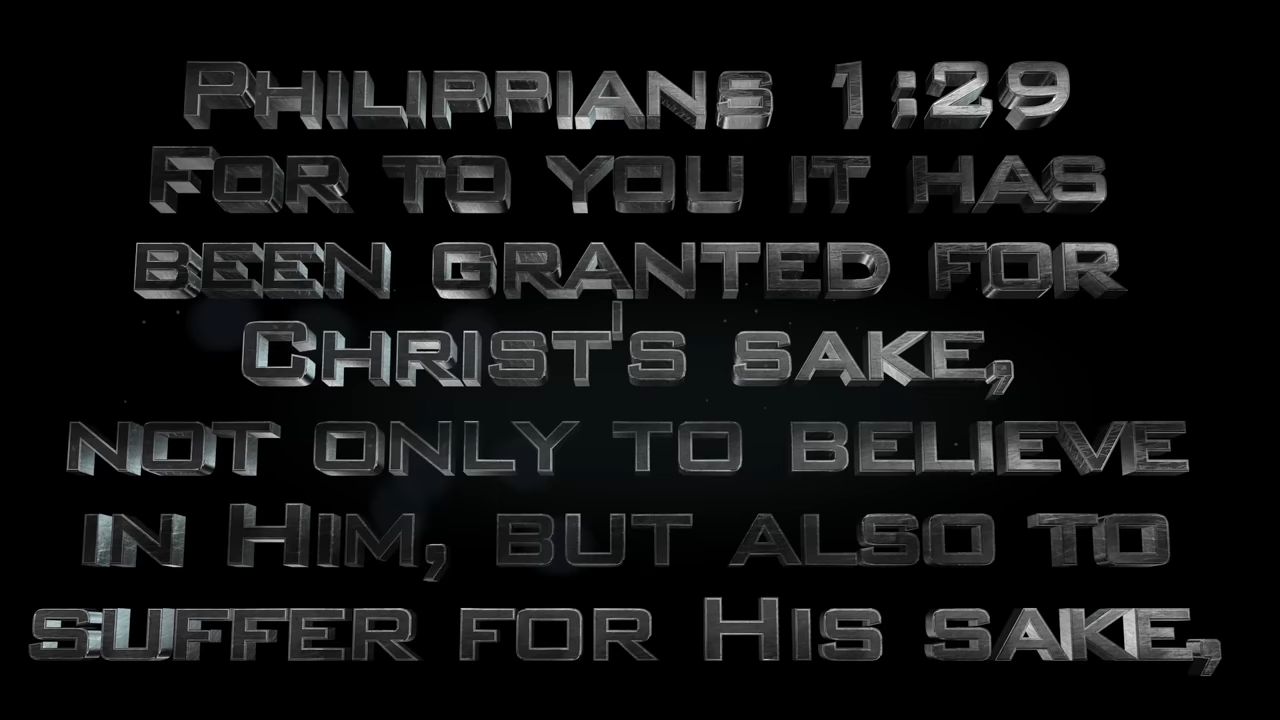 Philippians 1:29
For to you it has
been granted for
Christ's sake,
not only to believe
in Him, but also to
suffer for His sake,